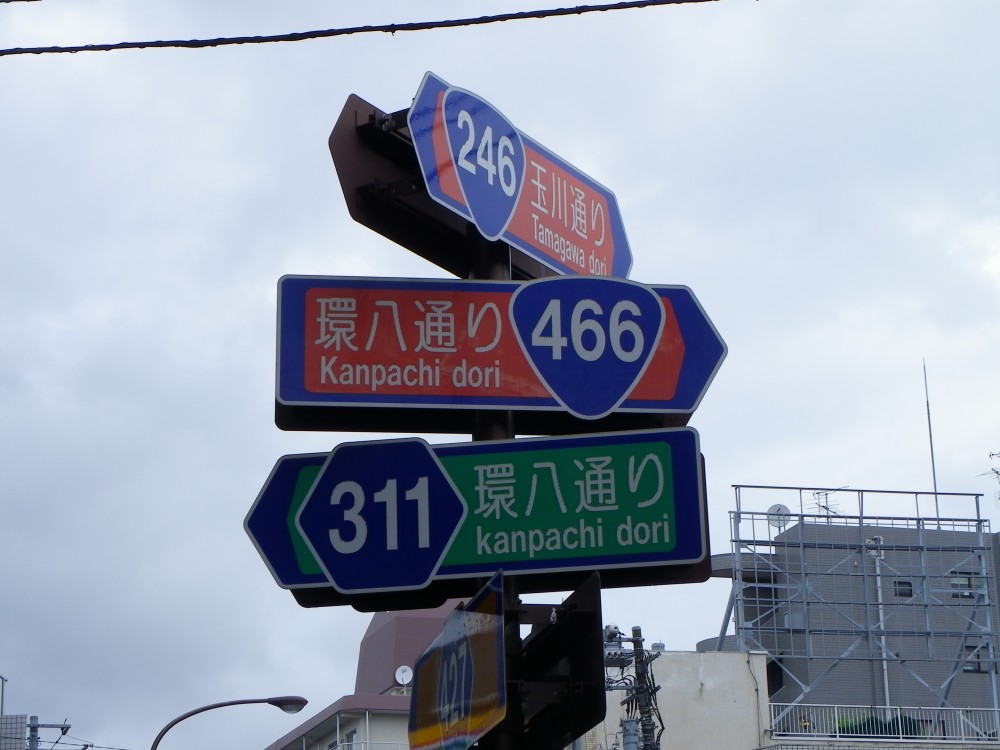 246
玉川通り
Tamagawa dori
環八通り
Kanpachi dori
466
311
環八通り
kanpachi dori
427